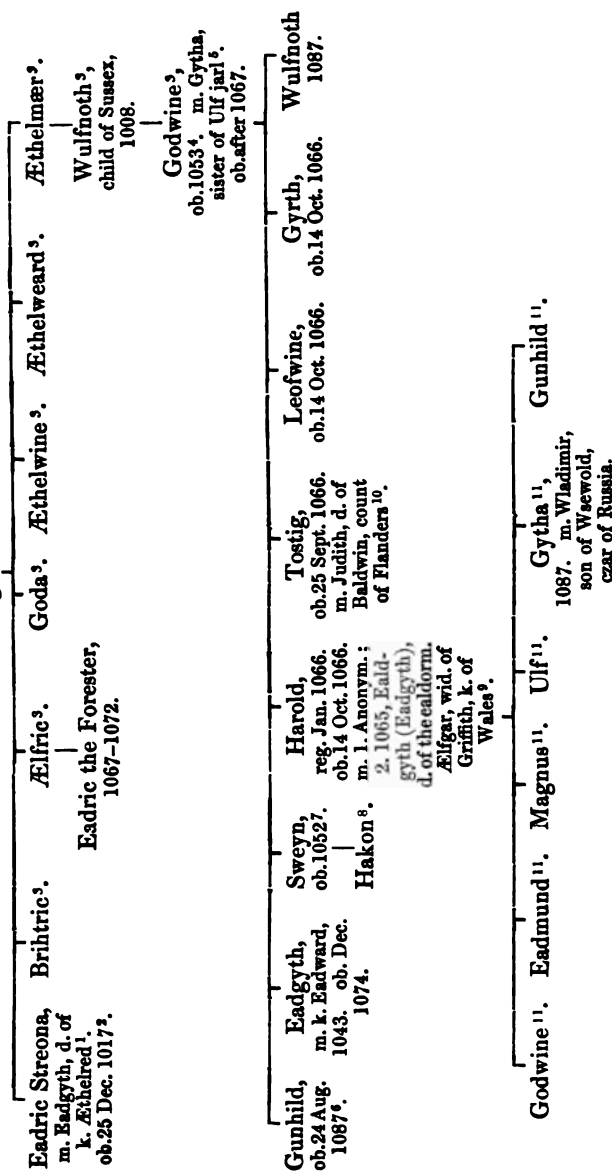 Eadric Streona,
m. Eadgyth, d. of
k. Æthelred¹.
ob. 25 Dec. 1017².
Brihtric³.
Ælfric³.
Eadric the Forester,
1067–1072.
Goda³.
Æthelwine³.
Æthelweard³.
Æthelmær³.
Wulfnoth³,
child of Sussex,
1008.
Godwine³,
ob. 1053⁴. m. Gytha,
sister of Ulf jarl⁵.
ob. after 1067.
Gunhild,
ob. 24 Aug.
1087⁶.
Eadgyth,
m. k. Eadward,
1043. ob. Dec.
1074.
Sweyn,
ob. 1052⁷.
Hakon⁸.
Harold,
reg. Jan. 1066.
ob. 14 Oct. 1066.
m. 1. Anonym.;
2. 1065, Eald-
gyth (Eadgyth),
d. of the ealdorm.
Ælfgar, wid. of
Griffith, k. of
Wales⁹.
Tostig,
ob. 25 Sept. 1066.
m. Judith, d. of
Baldwin, count
of Flanders¹⁰.
Leofwine,
ob. 14 Oct. 1066.
Gyrth,
ob. 14 Oct. 1066.
Wulfnoth
1087.
Godwine¹¹.
Eadmund¹¹.
Magnus¹¹.
Ulf¹¹.
Gytha¹¹,
1087. m. Wladimir,
son of Wsewold,
czar of Russia.
Gunhild¹¹.